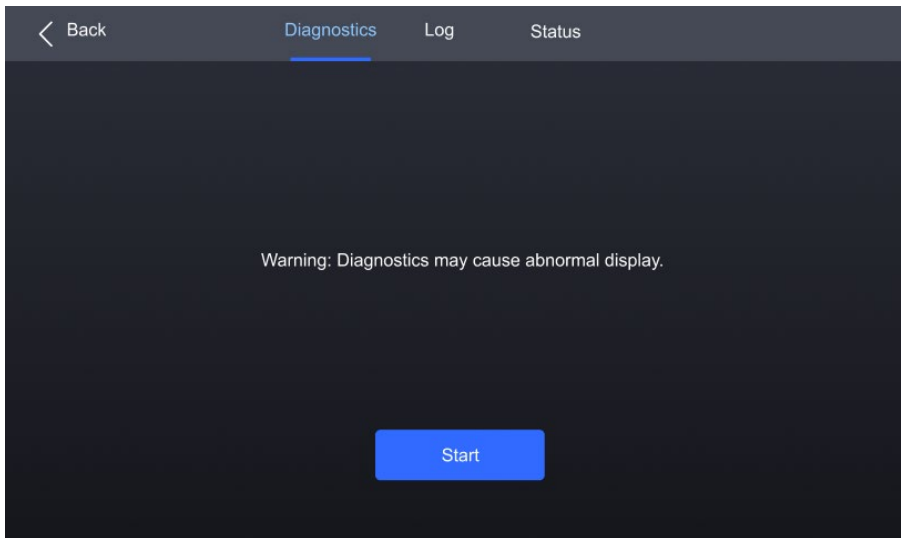 Back
Diagnostics
Log
Status
Warning: Diagnostics may cause abnormal display.
Start